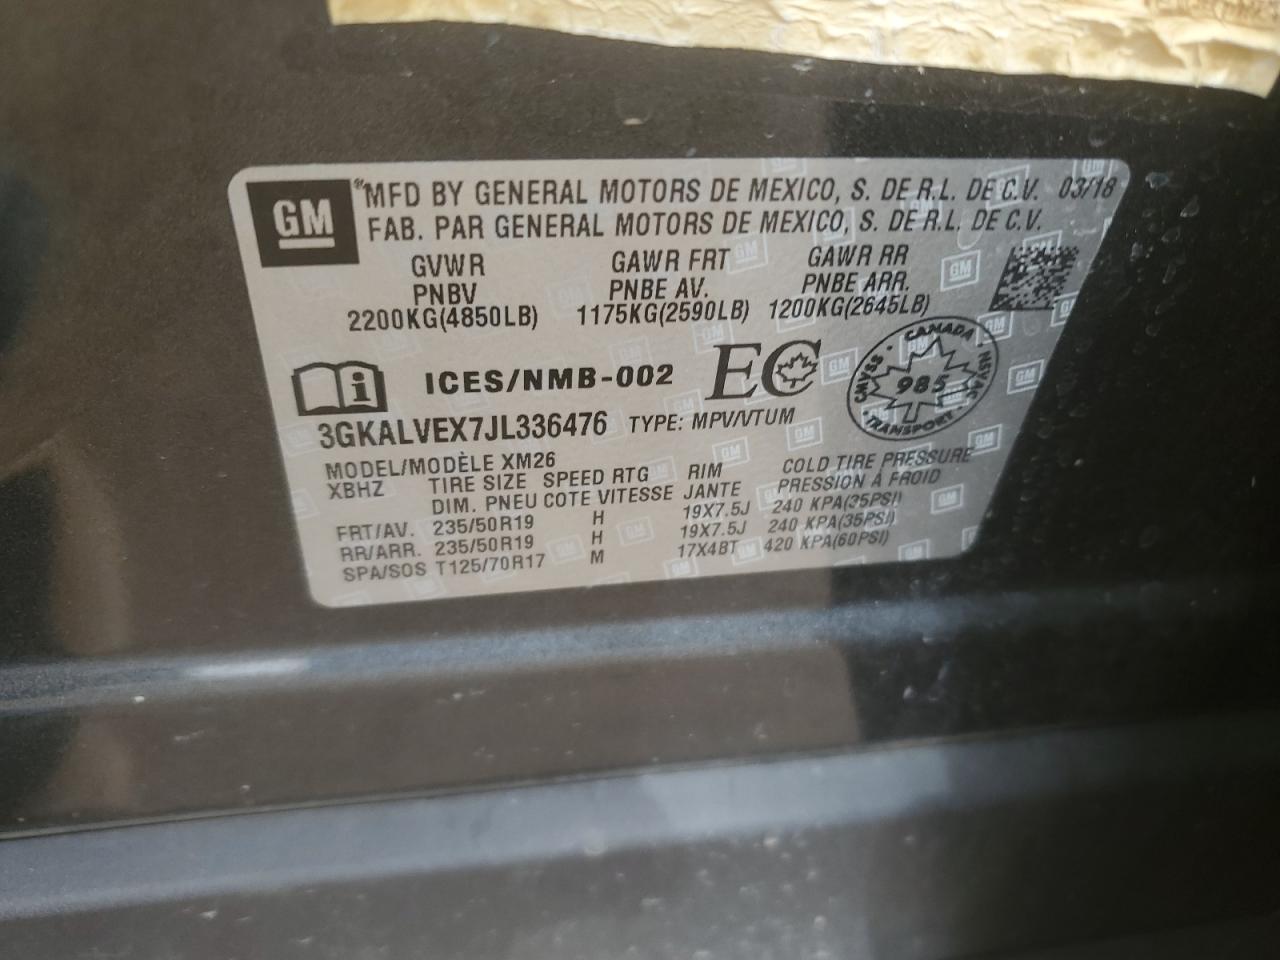 GM ® MFD BY GENERAL MOTORS DE MEXICO, S. DE R.L. DE C.V. 03/18
FAB. PAR GENERAL MOTORS DE MEXICO, S. DE R.L. DE C.V.
GVWR GAWR FRT GAWR RR
PNBV PNBE AV. PNBE ARR.
2200KG(4850LB) 1175KG(2590LB) 1200KG(2645LB)
i ICES/NMB-002 EC
CANADA
NSVAC · SVNMC
985
· TRANSPORT ·
3GKALVEX7JL336476 TYPE: MPV/VTUM
MODEL/MODÈLE XM26
XBHZ TIRE SIZE SPEED RTG RIM COLD TIRE PRESSURE
DIM. PNEU COTE VITESSE JANTE PRESSION À FROID
FRT/AV. 235/50R19 H 19X7.5J 240 KPA(35PSI)
RR/ARR. 235/50R19 H 19X7.5J 240 KPA(35PSI)
SPA/SOS T125/70R17 M 17X4BT 420 KPA(60PSI)